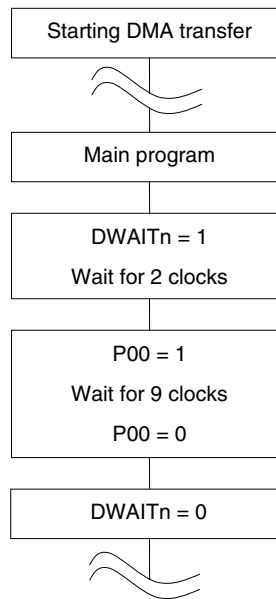 Starting DMA transfer
Main program
DWAITn = 1
Wait for 2 clocks
P00 = 1
Wait for 9 clocks
P00 = 0
DWAITn = 0